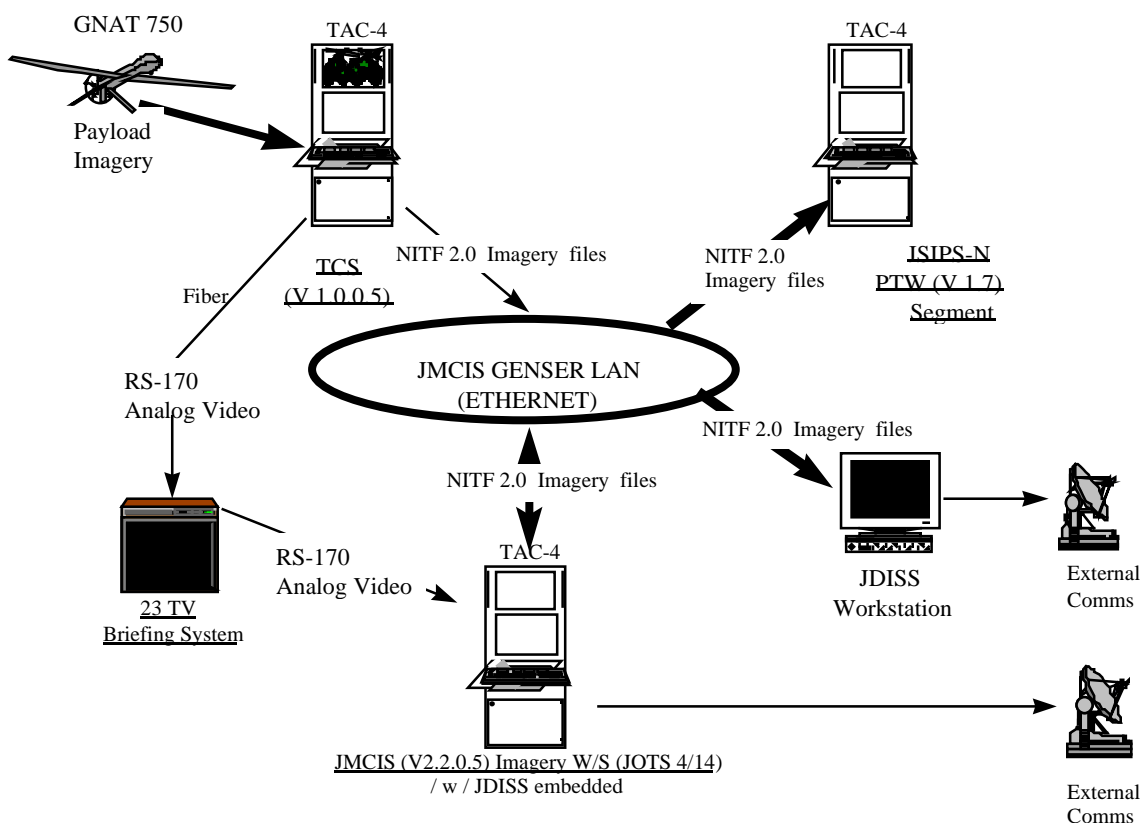 GNAT 750
Payload
Imagery
TAC-4
TCS
(V 1.0.0.5)
NITF 2.0 Imagery files
TAC-4
NITF 2.0
Imagery files
JSIPS-N
PTW (V 1.7)
Segment
Fiber
RS-170
Analog Video
JMCIS GENSER LAN
(ETHERNET)
NITF 2.0 Imagery files
NITF 2.0 Imagery files
23 TV
Briefing System
RS-170
Analog Video
TAC-4
JMCIS (V2.2.0.5) Imagery W/S (JOTS 4/14)
/ w / JDISS embedded
JDISS
Workstation
External
Comms
External
Comms